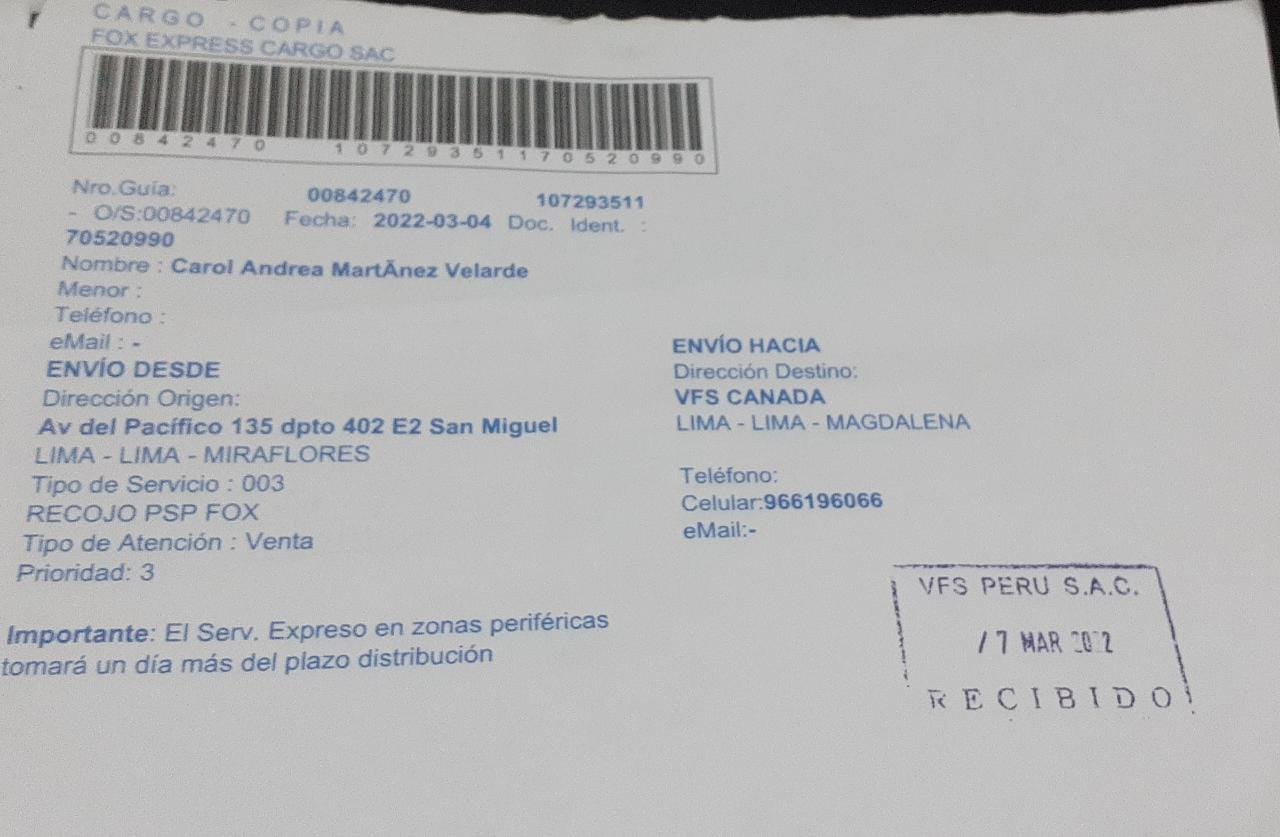 CARGO - COPIA
FOX EXPRESS CARGO SAC
00842470 10729351170520990
Nro.Guía: 00842470 107293511
- O/S:00842470 Fecha: 2022-03-04 Doc. Ident. :
70520990
Nombre : Carol Andrea MartÃnez Velarde
Menor :
Teléfono :
eMail : -
ENVÍO DESDE
Dirección Origen:
Av del Pacífico 135 dpto 402 E2 San Miguel
LIMA - LIMA - MIRAFLORES
Tipo de Servicio : 003
RECOJO PSP FOX
Tipo de Atención : Venta
Prioridad: 3
ENVÍO HACIA
Dirección Destino:
VFS CANADA
LIMA - LIMA - MAGDALENA
Teléfono:
Celular:966196066
eMail:-
Importante: El Serv. Expreso en zonas periféricas
tomará un día más del plazo distribución
VFS PERU S.A.C.
17 MAR 2022
RECIBIDO